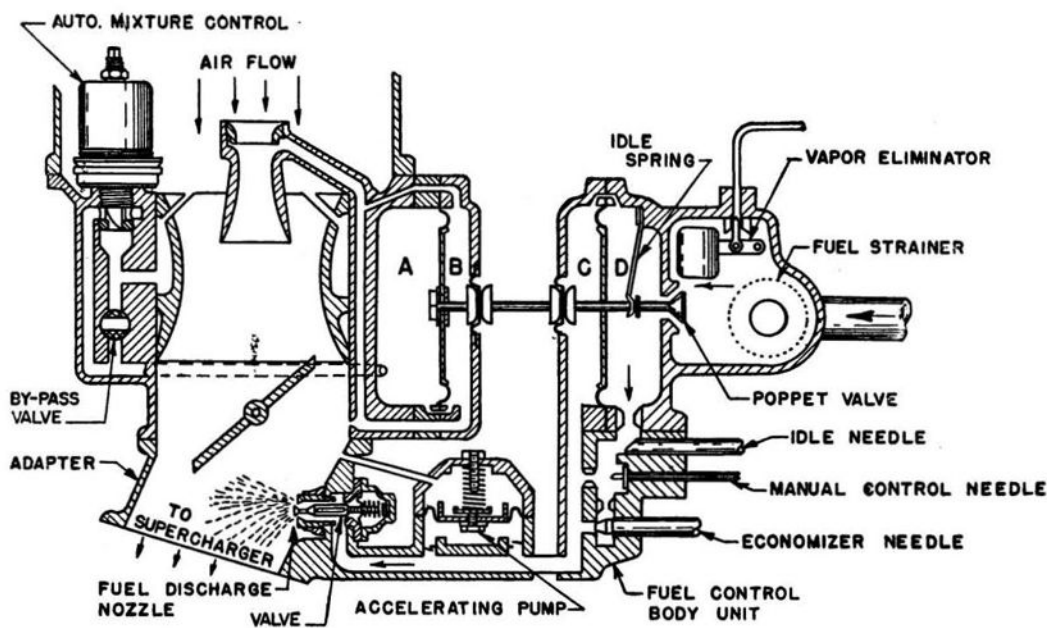 AUTO. MIXTURE CONTROL
AIR FLOW
IDLE
SPRING
VAPOR ELIMINATOR
FUEL STRAINER
A
B
C
D
BY-PASS
VALVE
POPPET VALVE
IDLE NEEDLE
ADAPTER
MANUAL CONTROL NEEDLE
TO
SUPERCHARGER
ECONOMIZER NEEDLE
FUEL DISCHARGE
NOZZLE
VALVE
ACCELERATING PUMP
FUEL CONTROL
BODY UNIT